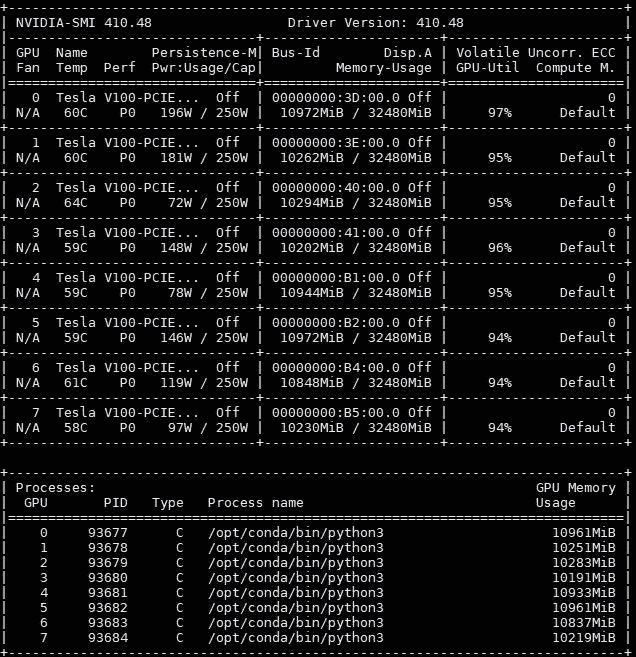 +-----------------------------------------------------------------------------+
| NVIDIA-SMI 410.48                 Driver Version: 410.48                    |
|-------------------------------+----------------------+----------------------+
| GPU  Name        Persistence-M| Bus-Id        Disp.A | Volatile Uncorr. ECC |
| Fan  Temp  Perf  Pwr:Usage/Cap|         Memory-Usage | GPU-Util  Compute M. |
|===============================+======================+======================|
|   0  Tesla V100-PCIE...  Off  | 00000000:3D:00.0 Off |                    0 |
| N/A   60C    P0   196W / 250W |  10972MiB / 32480MiB |     97%      Default |
+-------------------------------+----------------------+----------------------+
|   1  Tesla V100-PCIE...  Off  | 00000000:3E:00.0 Off |                    0 |
| N/A   60C    P0   181W / 250W |  10262MiB / 32480MiB |     95%      Default |
+-------------------------------+----------------------+----------------------+
|   2  Tesla V100-PCIE...  Off  | 00000000:40:00.0 Off |                    0 |
| N/A   64C    P0    72W / 250W |  10294MiB / 32480MiB |     95%      Default |
+-------------------------------+----------------------+----------------------+
|   3  Tesla V100-PCIE...  Off  | 00000000:41:00.0 Off |                    0 |
| N/A   59C    P0   148W / 250W |  10202MiB / 32480MiB |     96%      Default |
+-------------------------------+----------------------+----------------------+
|   4  Tesla V100-PCIE...  Off  | 00000000:B1:00.0 Off |                    0 |
| N/A   59C    P0    78W / 250W |  10944MiB / 32480MiB |     95%      Default |
+-------------------------------+----------------------+----------------------+
|   5  Tesla V100-PCIE...  Off  | 00000000:B2:00.0 Off |                    0 |
| N/A   59C    P0   146W / 250W |  10972MiB / 32480MiB |     94%      Default |
+-------------------------------+----------------------+----------------------+
|   6  Tesla V100-PCIE...  Off  | 00000000:B4:00.0 Off |                    0 |
| N/A   61C    P0   119W / 250W |  10848MiB / 32480MiB |     94%      Default |
+-------------------------------+----------------------+----------------------+
|   7  Tesla V100-PCIE...  Off  | 00000000:B5:00.0 Off |                    0 |
| N/A   58C    P0    97W / 250W |  10230MiB / 32480MiB |     94%      Default |
+-------------------------------+----------------------+----------------------+

+-----------------------------------------------------------------------------+
| Processes:                                                       GPU Memory |
|  GPU       PID   Type   Process name                             Usage      |
|=============================================================================|
|    0     93677      C   /opt/conda/bin/python3                     10961MiB |
|    1     93678      C   /opt/conda/bin/python3                     10251MiB |
|    2     93679      C   /opt/conda/bin/python3                     10283MiB |
|    3     93680      C   /opt/conda/bin/python3                     10191MiB |
|    4     93681      C   /opt/conda/bin/python3                     10933MiB |
|    5     93682      C   /opt/conda/bin/python3                     10961MiB |
|    6     93683      C   /opt/conda/bin/python3                     10837MiB |
|    7     93684      C   /opt/conda/bin/python3                     10219MiB |
+-----------------------------------------------------------------------------+